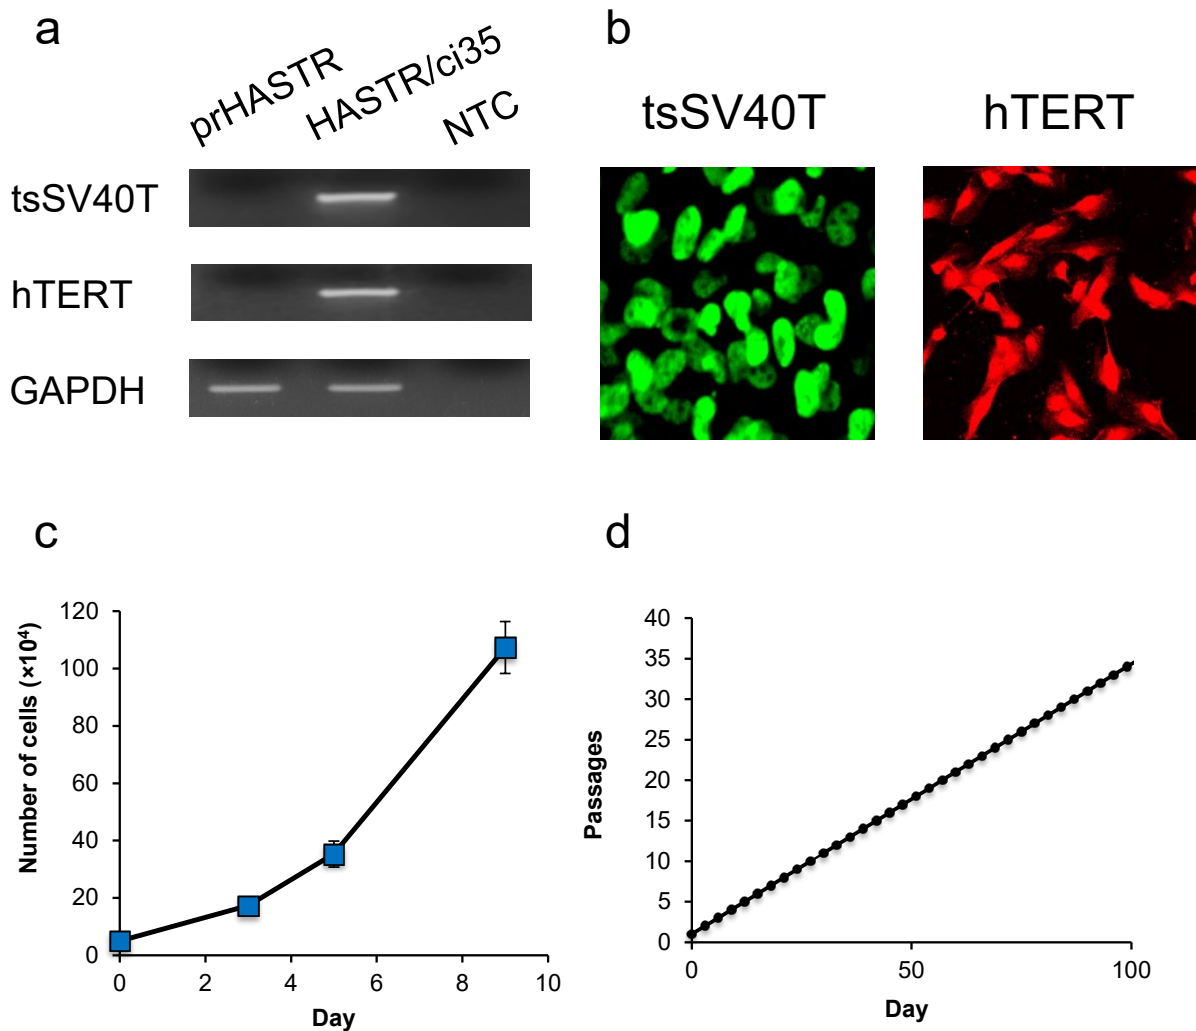 a
prHASTR
HASTR/ci35
NTC
tsSV40T
hTERT
GAPDH
b
tsSV40T
hTERT
c
Number of cells (×10⁴)
120
100
80
60
40
20
0
0 2 4 6 8 10
Day
d
Passages
40
35
30
25
20
15
10
5
0
0 50 100
Day